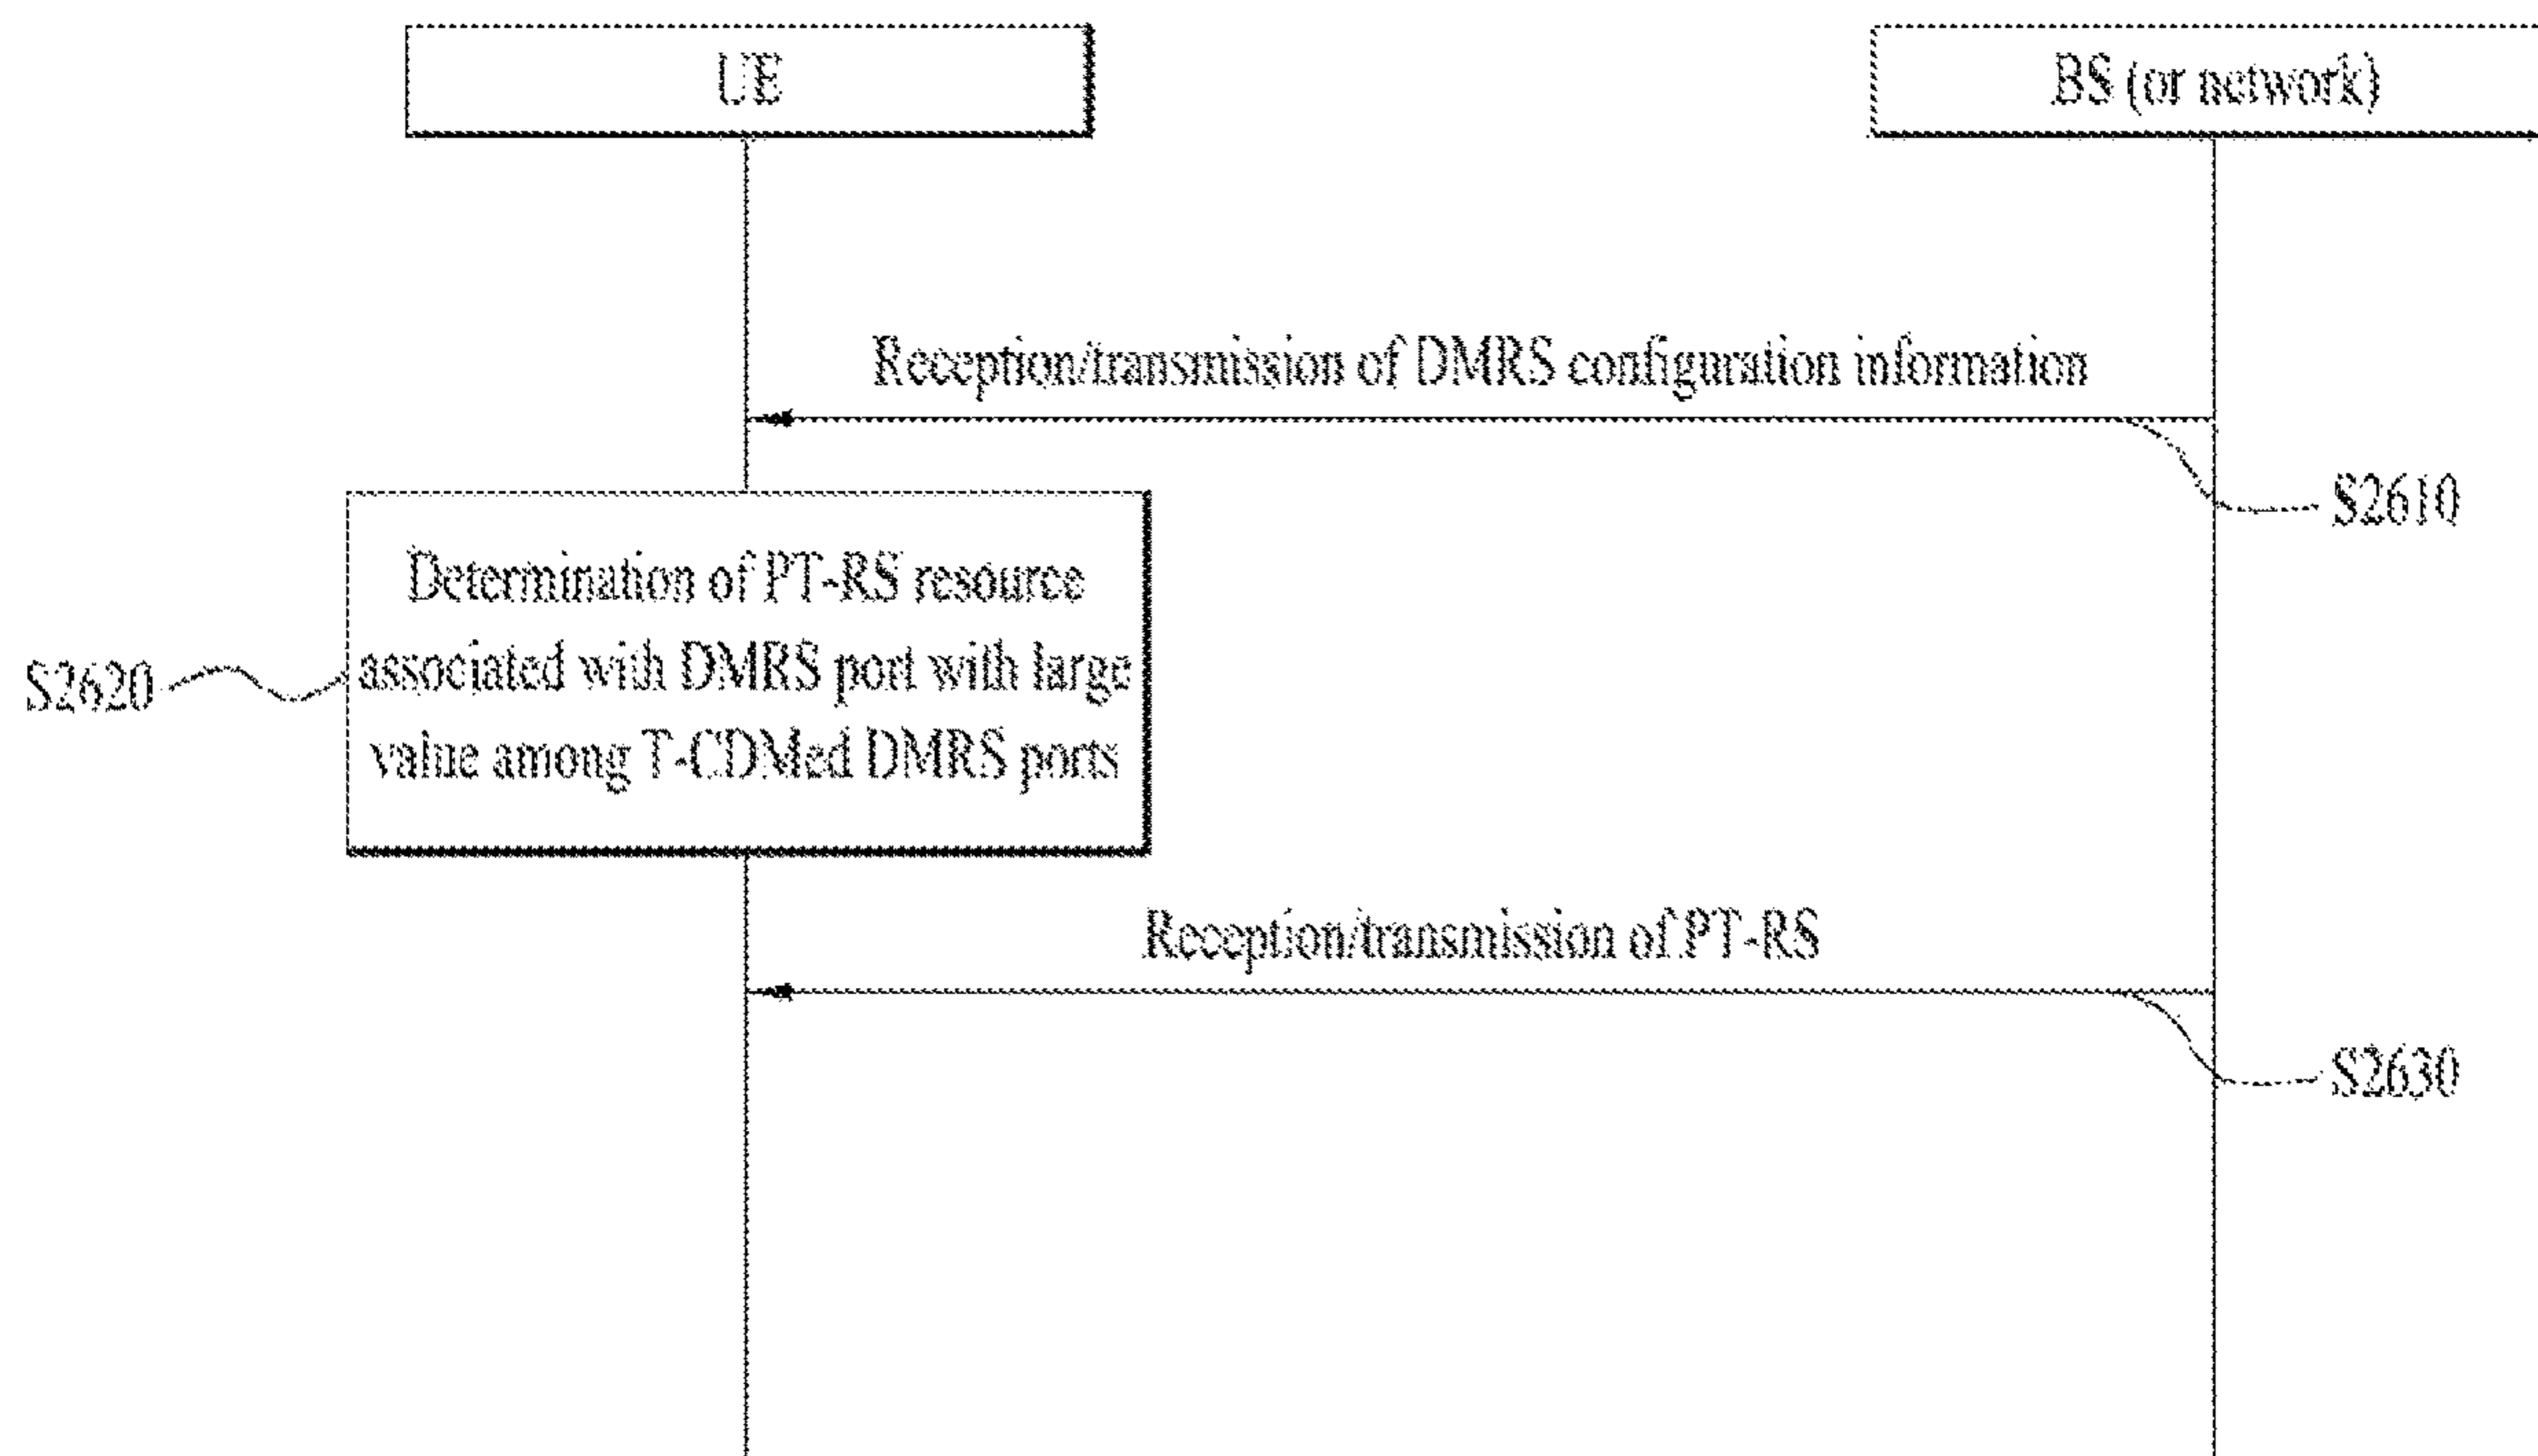 UE
BS (or network)
Reception/transmission of DMRS configuration information
S2610
Determination of PT-RS resource
associated with DMRS port with large
value among T-CDMed DMRS ports
S2620
Reception/transmission of PT-RS
S2630